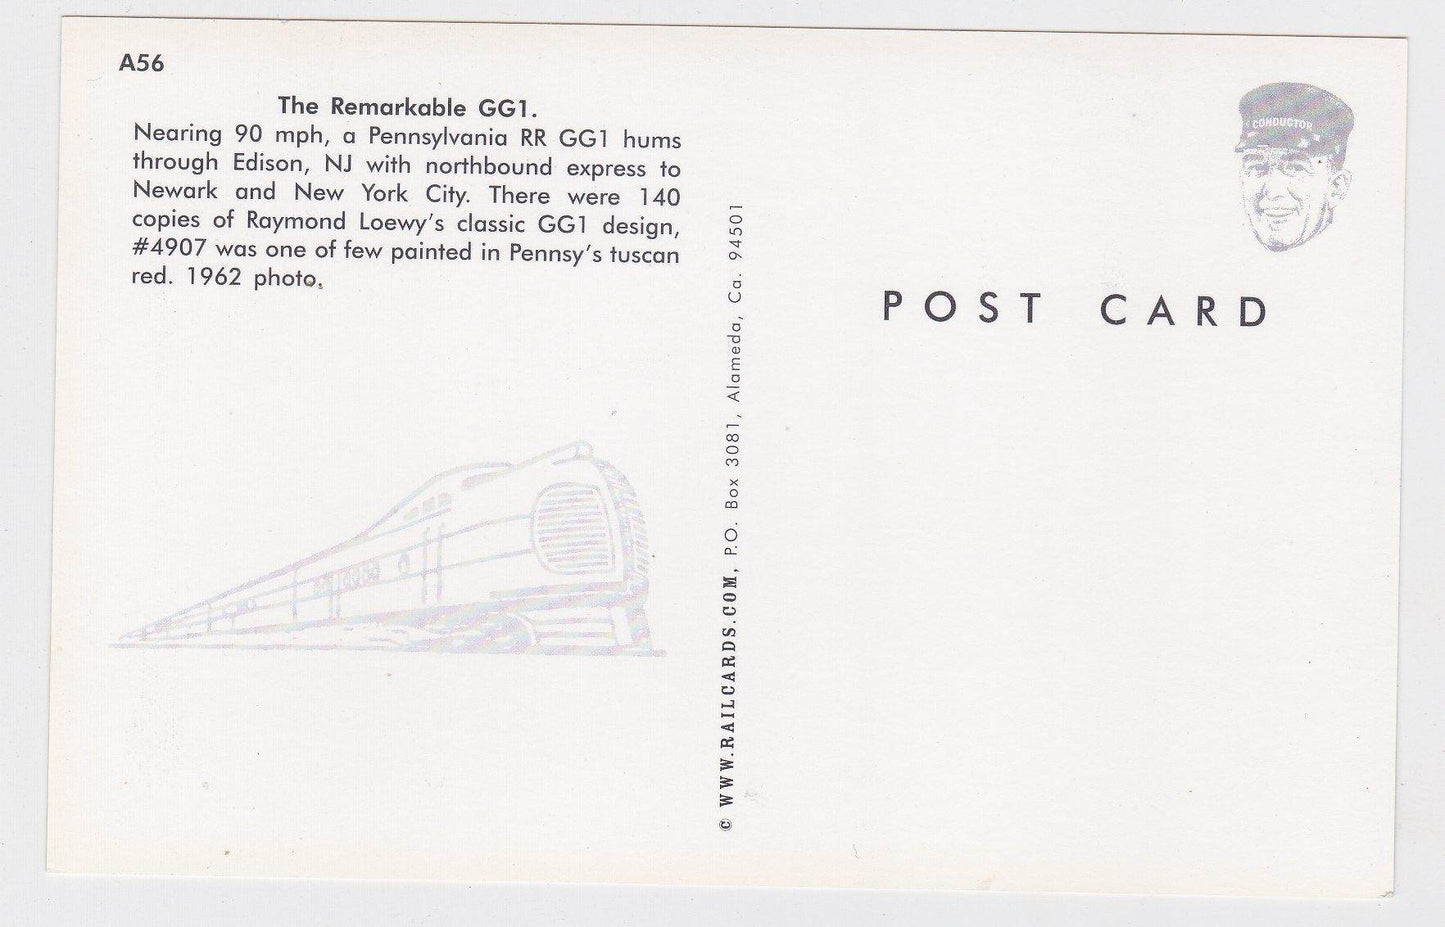 A56
The Remarkable GG1.
Nearing 90 mph, a Pennsylvania RR GG1 hums
through Edison, NJ with northbound express to
Newark and New York City. There were 140
copies of Raymond Loewy's classic GG1 design,
#4907 was one of few painted in Pennsy's tuscan
red. 1962 photo.
© WWW.RAILCARDS.COM, P.O. Box 3081, Alameda, Ca. 94501
CONDUCTOR
POST CARD